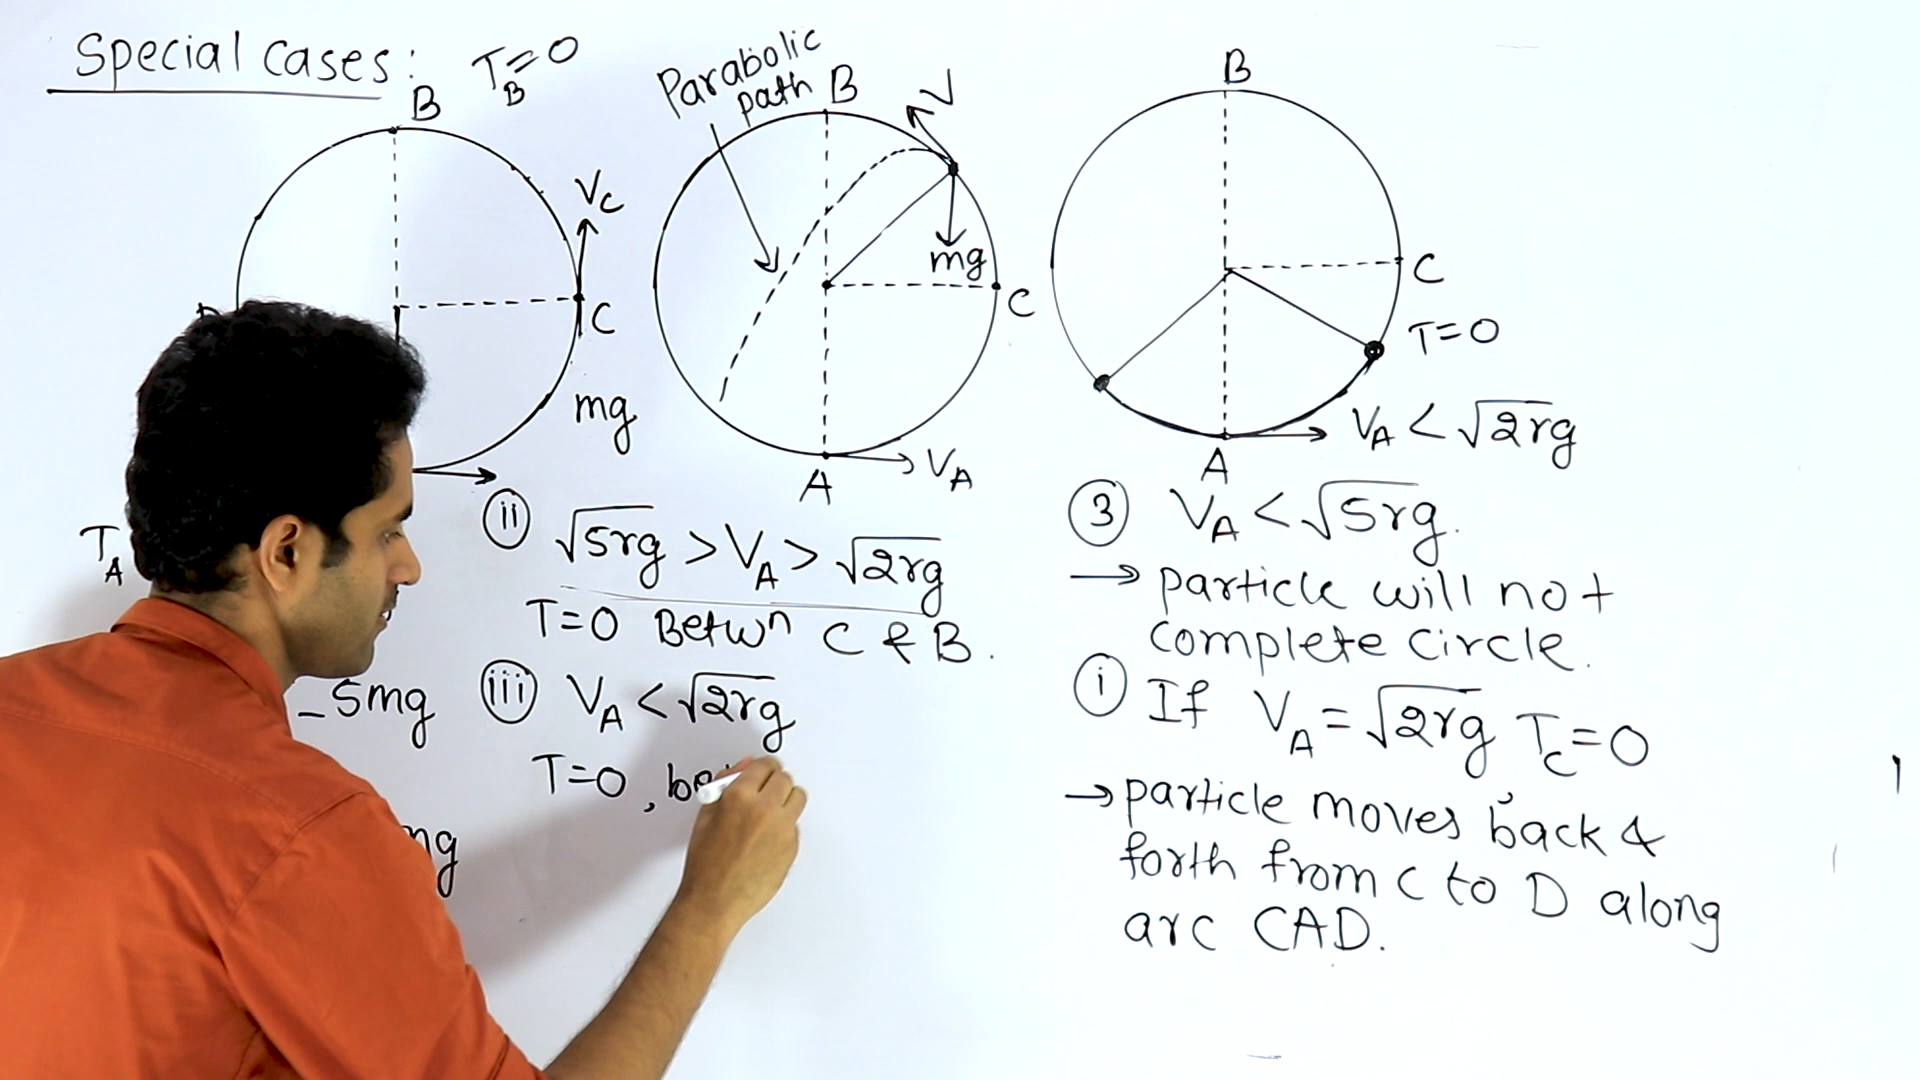 Special Cases:
T_B = 0
B
V_C
C
mg
T_A
- 5mg
mg
Parabolic
path
B
V
mg
C
V_A
A
B
C
T=0
V_A < √2rg
A
(ii) √5rg > V_A > √2rg
T=0 Betwn C & B.
(iii) V_A < √2rg
T=0,
(3) V_A < √5rg.
→ particle will not
complete circle.
(i) If V_A = √2rg T_C = 0
→ particle moves back &
forth from C to D along
arc CAD.